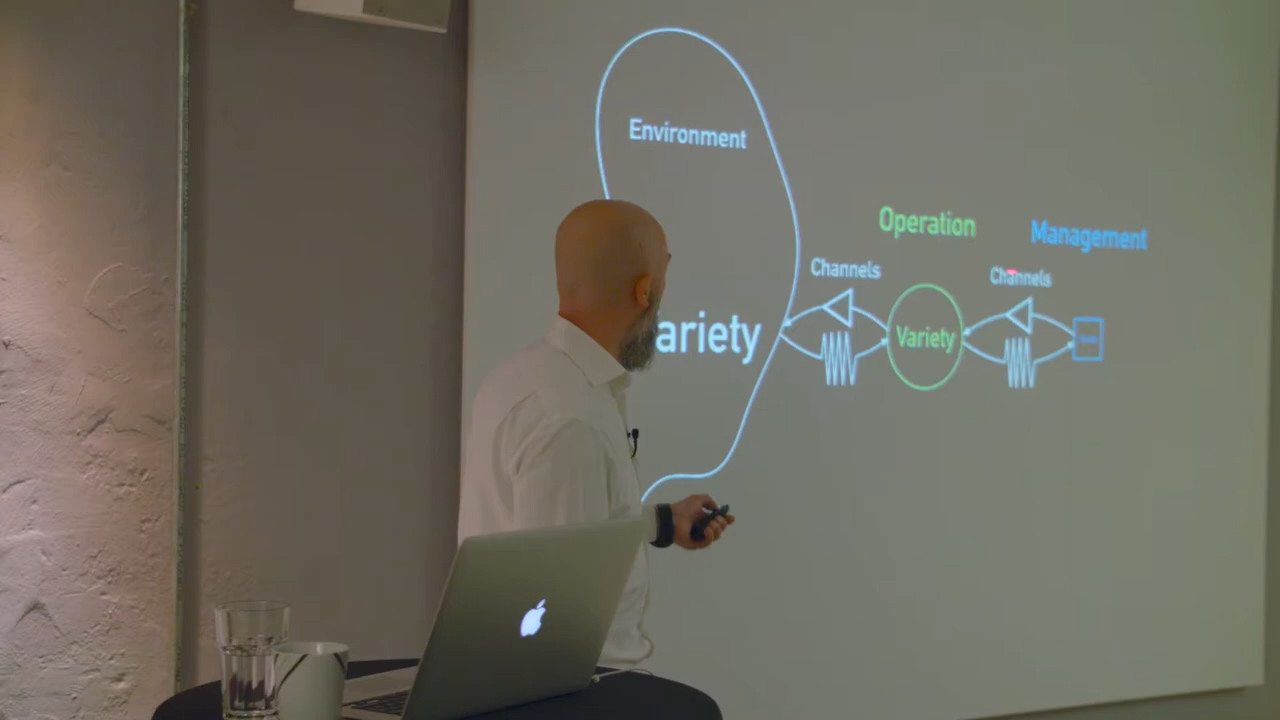 Environment
Operation
Management
Channels
Channels
ariety
Variety